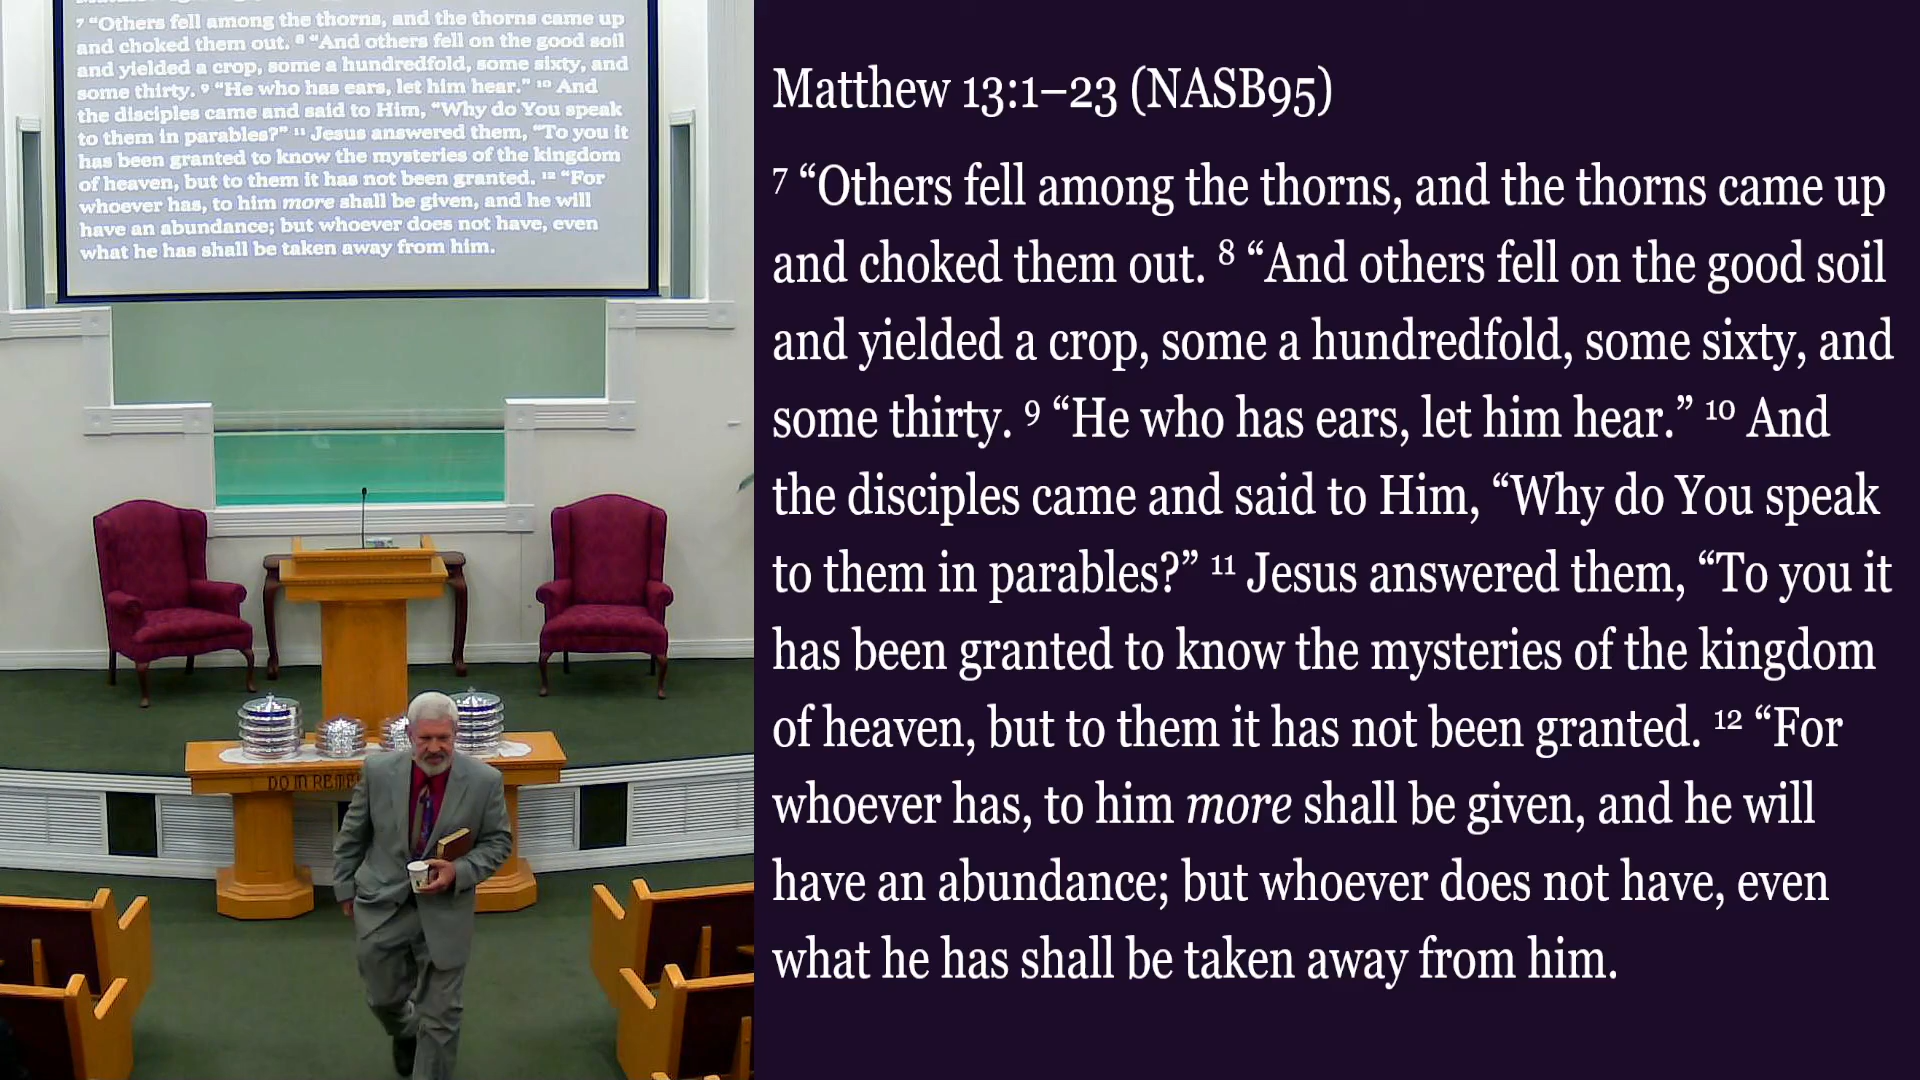 7 “Others fell among the thorns, and the thorns came up
and choked them out. 8 “And others fell on the good soil
and yielded a crop, some a hundredfold, some sixty, and
some thirty. 9 “He who has ears, let him hear.” 10 And
the disciples came and said to Him, “Why do You speak
to them in parables?” 11 Jesus answered them, “To you it
has been granted to know the mysteries of the kingdom
of heaven, but to them it has not been granted. 12 “For
whoever has, to him more shall be given, and he will
have an abundance; but whoever does not have, even
what he has shall be taken away from him.
DO IN REME
Matthew 13:1–23 (NASB95)
7 “Others fell among the thorns, and the thorns came up
and choked them out. 8 “And others fell on the good soil
and yielded a crop, some a hundredfold, some sixty, and
some thirty. 9 “He who has ears, let him hear.” 10 And
the disciples came and said to Him, “Why do You speak
to them in parables?” 11 Jesus answered them, “To you it
has been granted to know the mysteries of the kingdom
of heaven, but to them it has not been granted. 12 “For
whoever has, to him more shall be given, and he will
have an abundance; but whoever does not have, even
what he has shall be taken away from him.